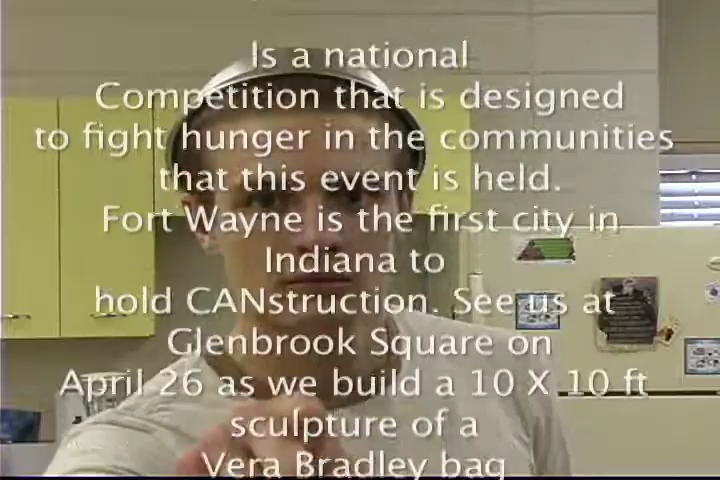 Is a national
Competition that is designed
to fight hunger in the communities
that this event is held.
Fort Wayne is the first city in
Indiana to
hold CANstruction. See us at
Glenbrook Square on
April 26 as we build a 10 X 10 ft
sculpture of a
Vera Bradley bag